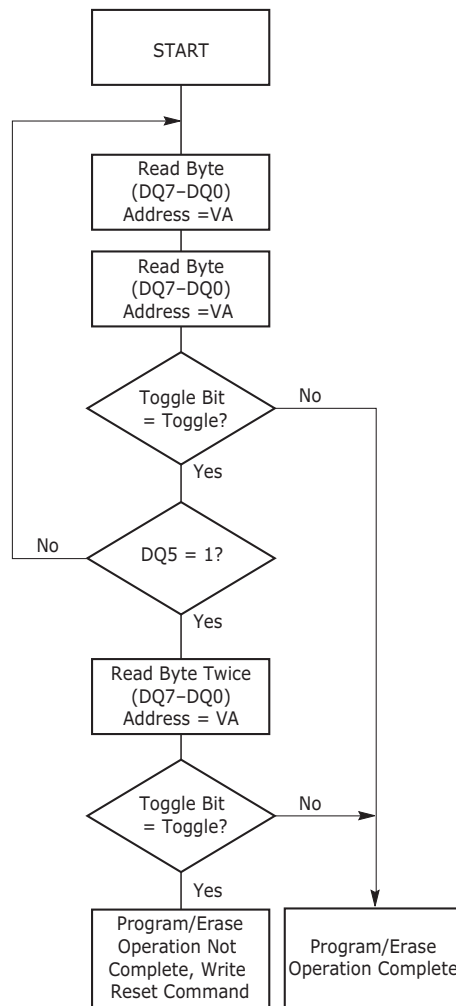 START
Read Byte
(DQ7–DQ0)
Address =VA
Read Byte
(DQ7–DQ0)
Address =VA
Toggle Bit
= Toggle?
No
Yes
No
DQ5 = 1?
Yes
Read Byte Twice
(DQ7–DQ0)
Address = VA
Toggle Bit
= Toggle?
No
Yes
Program/Erase
Operation Not
Complete, Write
Reset Command
Program/Erase
Operation Complete